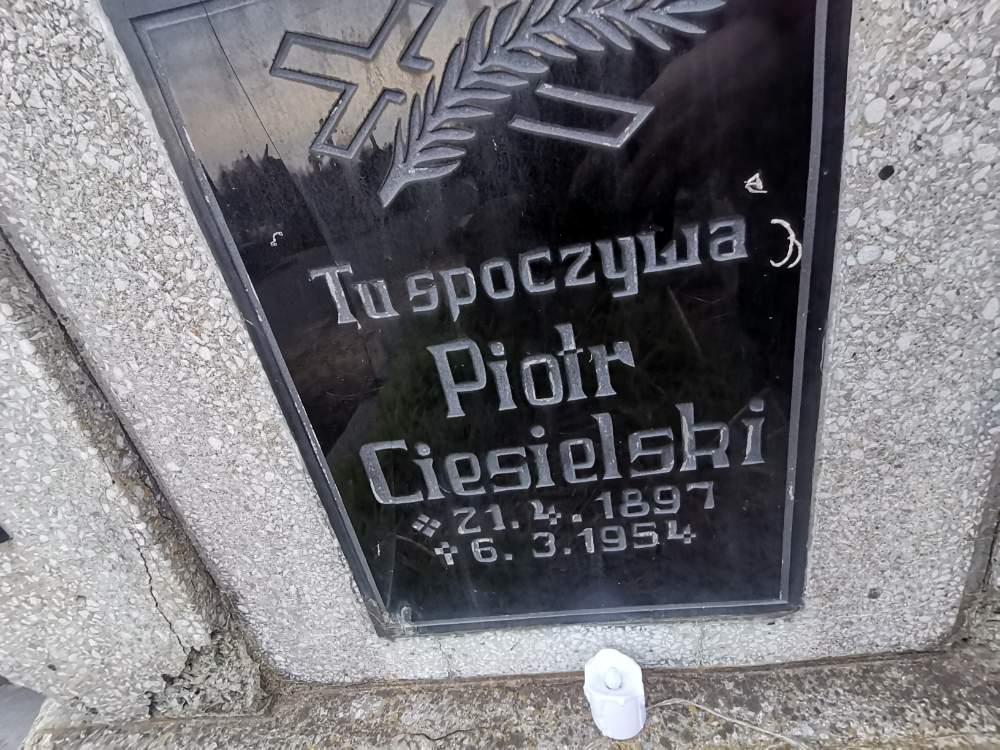 Tu spoczywa
Piotr
Ciesielski
21. 4. 1897
6. 3. 1954